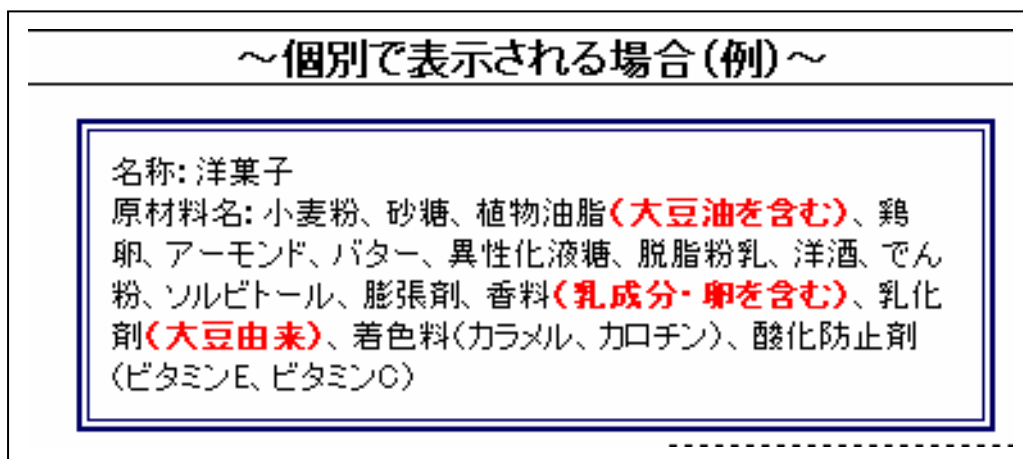 ～個別で表示される場合(例)～
名称: 洋菓子
原材料名: 小麦粉、砂糖、植物油脂(大豆油を含む)、鶏
卵、アーモンド、バター、異性化液糖、脱脂粉乳、洋酒、でん
粉、ソルビトール、膨張剤、香料(乳成分・卵を含む)、乳化
剤(大豆由来)、着色料(カラメル、カロチン)、酸化防止剤
(ビタミンE、ビタミンC)